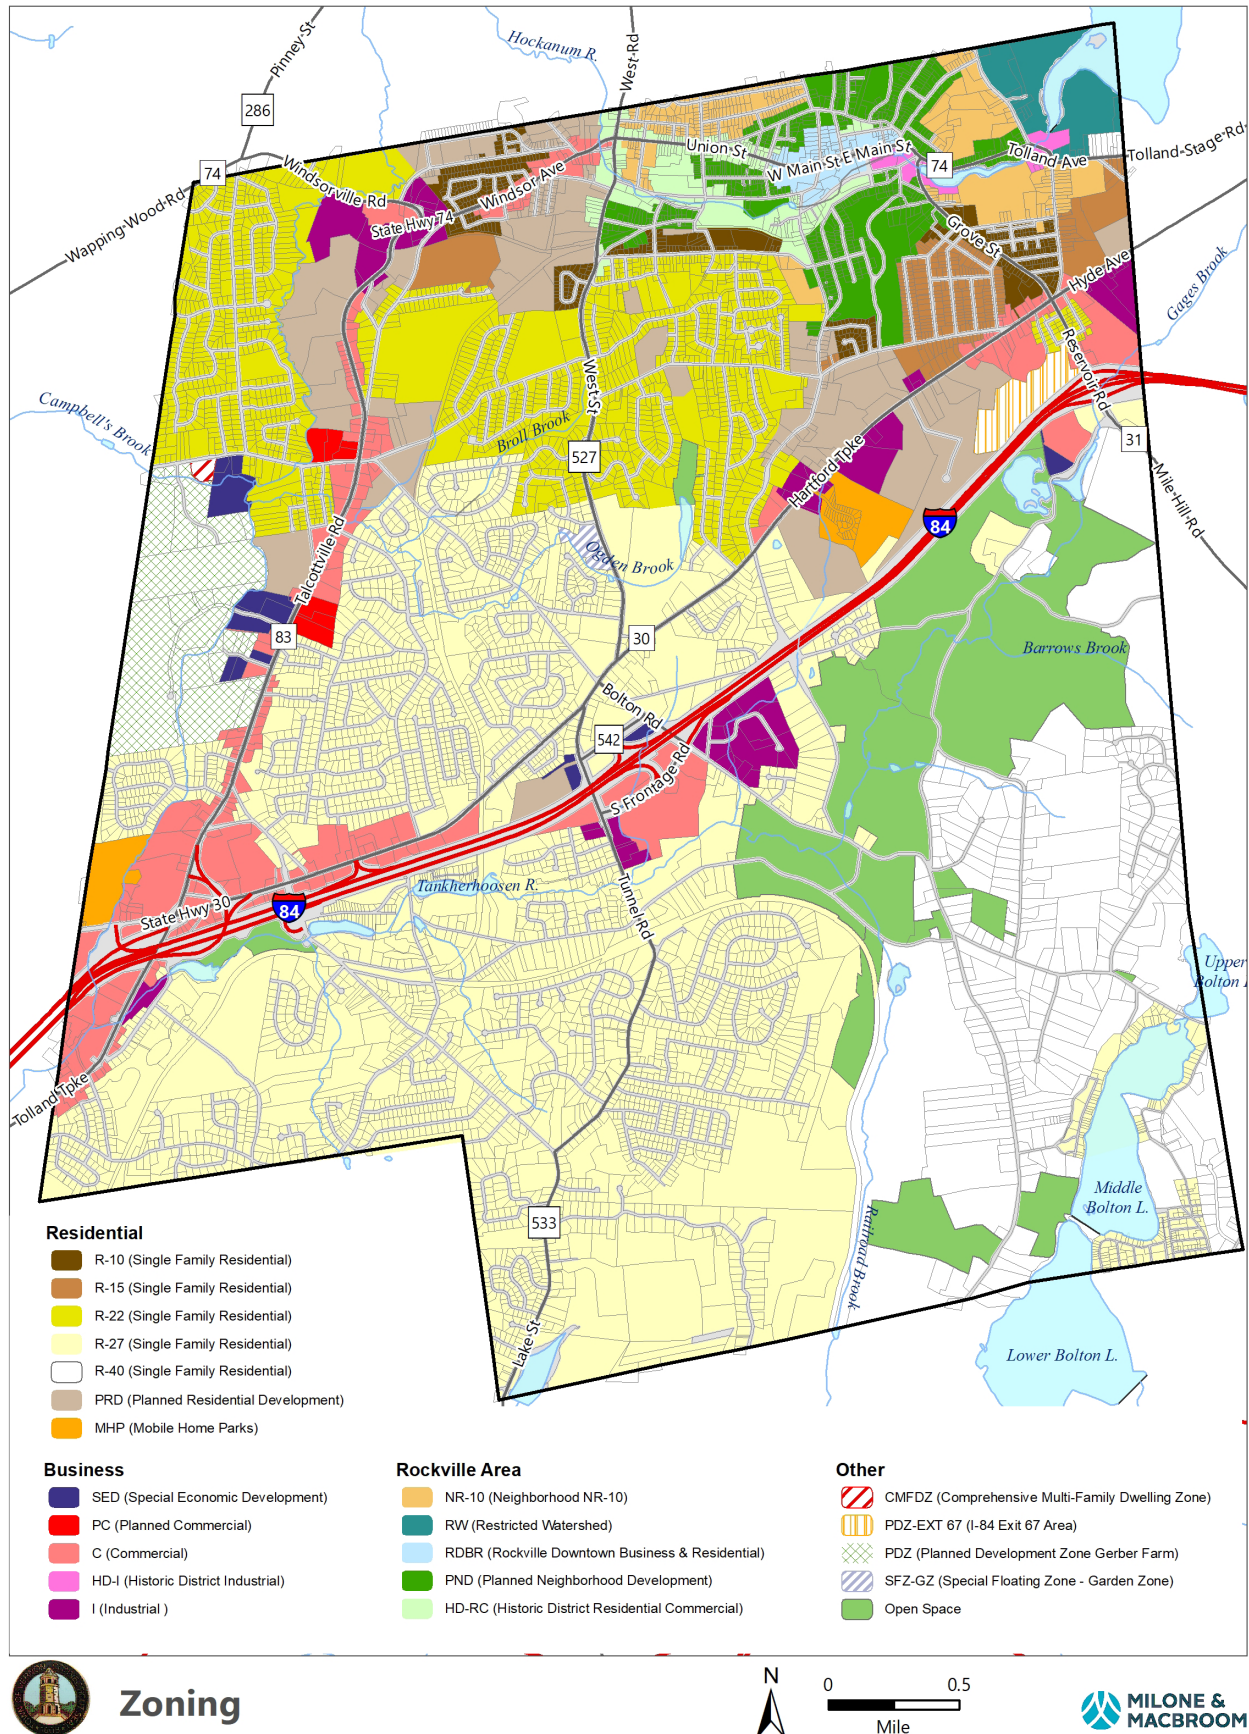 Pinney-St
Hockanum R.
West-Rd
286
74
Windsorville Rd
Union St
W Main St E Main St
74
Tolland Ave
Tolland-Stage-Rd
Windsor Ave
State Hwy 74
Wapping-Wood-Rd
Grove St
Hyde Ave
Gages Brook
Reservoir Rd
West-St
Campbell's Brook
Broll Brook
527
31
Hartford Tpke
Mile-Hill-Rd
84
Talcottville Rd
Ogden Brook
83
30
Barrows Brook
Bolton Rd
542
S Frontage Rd
Tankherhoosen R.
State Hwy 30
84
Tunnel Rd
Upper
Bolton
Tolland Tpke
Middle
Bolton L.
533
Railroad Brook
Lake St
Lower Bolton L.
Residential
R-10 (Single Family Residential)
R-15 (Single Family Residential)
R-22 (Single Family Residential)
R-27 (Single Family Residential)
R-40 (Single Family Residential)
PRD (Planned Residential Development)
MHP (Mobile Home Parks)
Business
SED (Special Economic Development)
PC (Planned Commercial)
C (Commercial)
HD-I (Historic District Industrial)
I (Industrial )
Rockville Area
NR-10 (Neighborhood NR-10)
RW (Restricted Watershed)
RDBR (Rockville Downtown Business & Residential)
PND (Planned Neighborhood Development)
HD-RC (Historic District Residential Commercial)
Other
CMFDZ (Comprehensive Multi-Family Dwelling Zone)
PDZ-EXT 67 (I-84 Exit 67 Area)
PDZ (Planned Development Zone Gerber Farm)
SFZ-GZ (Special Floating Zone - Garden Zone)
Open Space
Zoning
N
0 0.5
Mile
MILONE &
MACBROOM